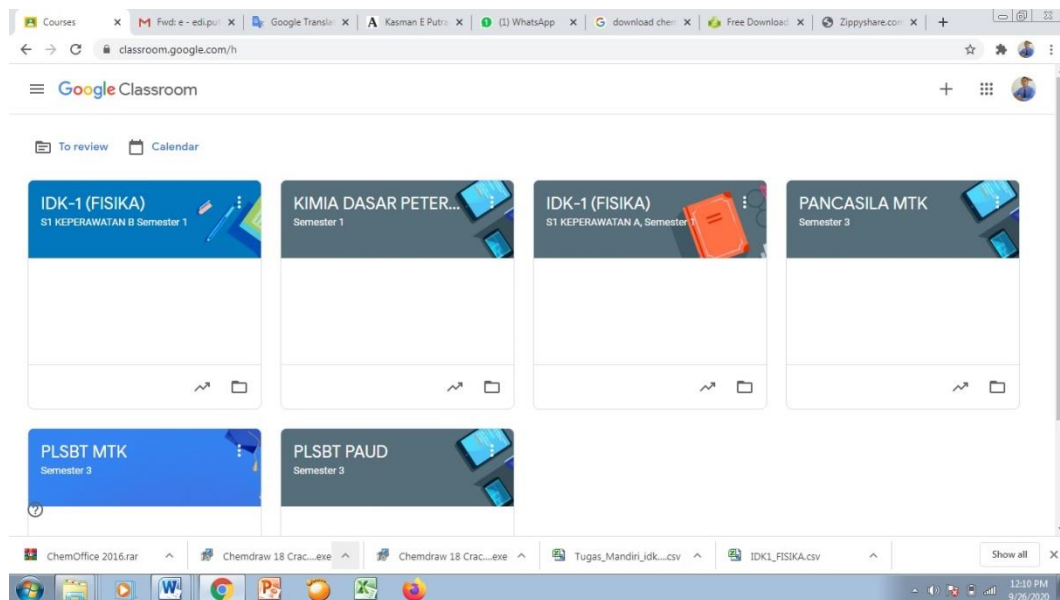 Courses
Fwd: e - edi.pu
Google Transla
Kasman E Putra
(1) WhatsApp
download chem
Free Download
Zippyshare.com
classroom.google.com/h
Google Classroom
To review
Calendar
IDK-1 (FISIKA)
S1 KEPERAWATAN B Semester 1
KIMIA DASAR PETER...
Semester 1
IDK-1 (FISIKA)
S1 KEPERAWATAN A, Semester 1
PANCASILA MTK
Semester 3
PLSBT MTK
Semester 3
PLSBT PAUD
Semester 3
ChemOffice 2016.rar
Chemdraw 18 Crac....exe
Chemdraw 18 Crac....exe
Tugas_Mandiri_idk....csv
IDK1_FISIKA.csv
Show all
12:10 PM
9/26/2020